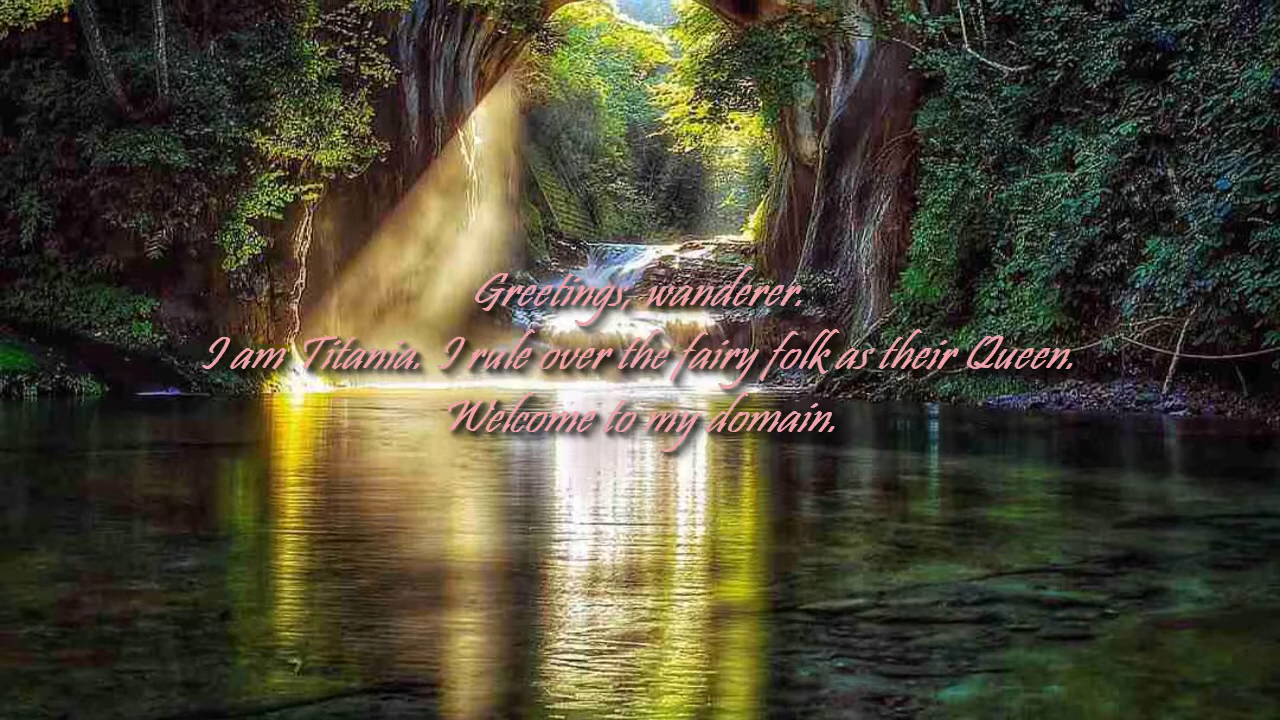 Greetings, wanderer.
I am Titania. I rule over the fairy folk as their Queen.
Welcome to my domain.